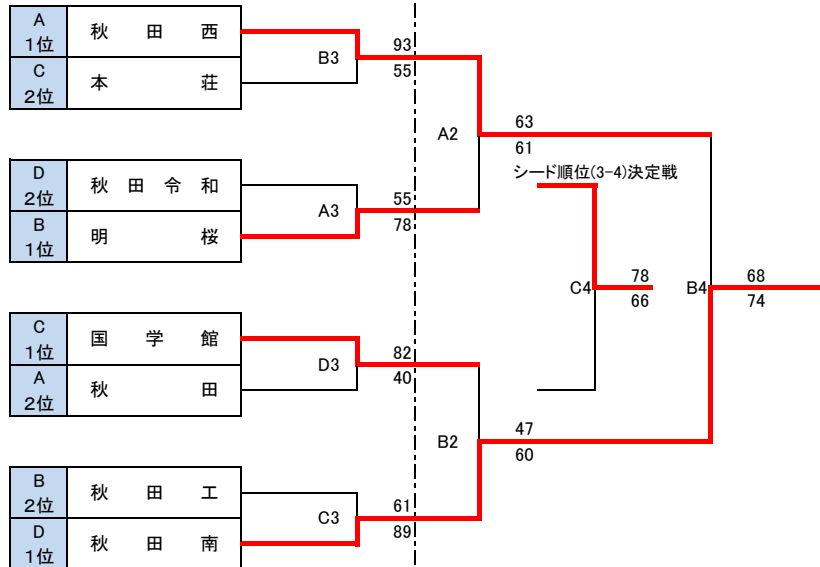 A
1位
秋田西
C
2位
本荘
B3
93
55
D
2位
秋田令和
B
1位
明桜
A3
55
78
A2
63
61
シード順位(3-4)決定戦
C4
78
66
B4
68
74
C
1位
国学館
A
2位
秋田
D3
82
40
B
2位
秋田工
D
1位
秋田南
C3
61
89
B2
47
60